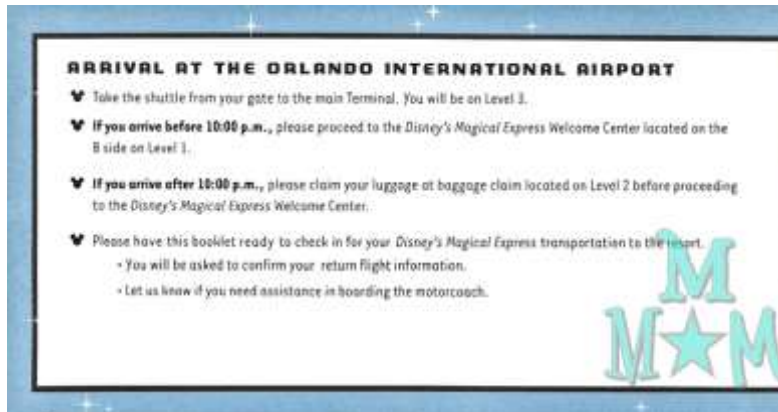 ARRIVAL AT THE ORLANDO INTERNATIONAL AIRPORT
Take the shuttle from your gate to the main Terminal. You will be on Level 3.
If you arrive before 10:00 p.m., please proceed to the Disney's Magical Express Welcome Center located on the
B side on Level 1.
If you arrive after 10:00 p.m., please claim your luggage at baggage claim located on Level 2 before proceeding
to the Disney's Magical Express Welcome Center.
Please have this booklet ready to check in for your Disney's Magical Express transportation to the resort.
• You will be asked to confirm your return flight information.
• Let us know if you need assistance in boarding the motorcoach.
M
M★M